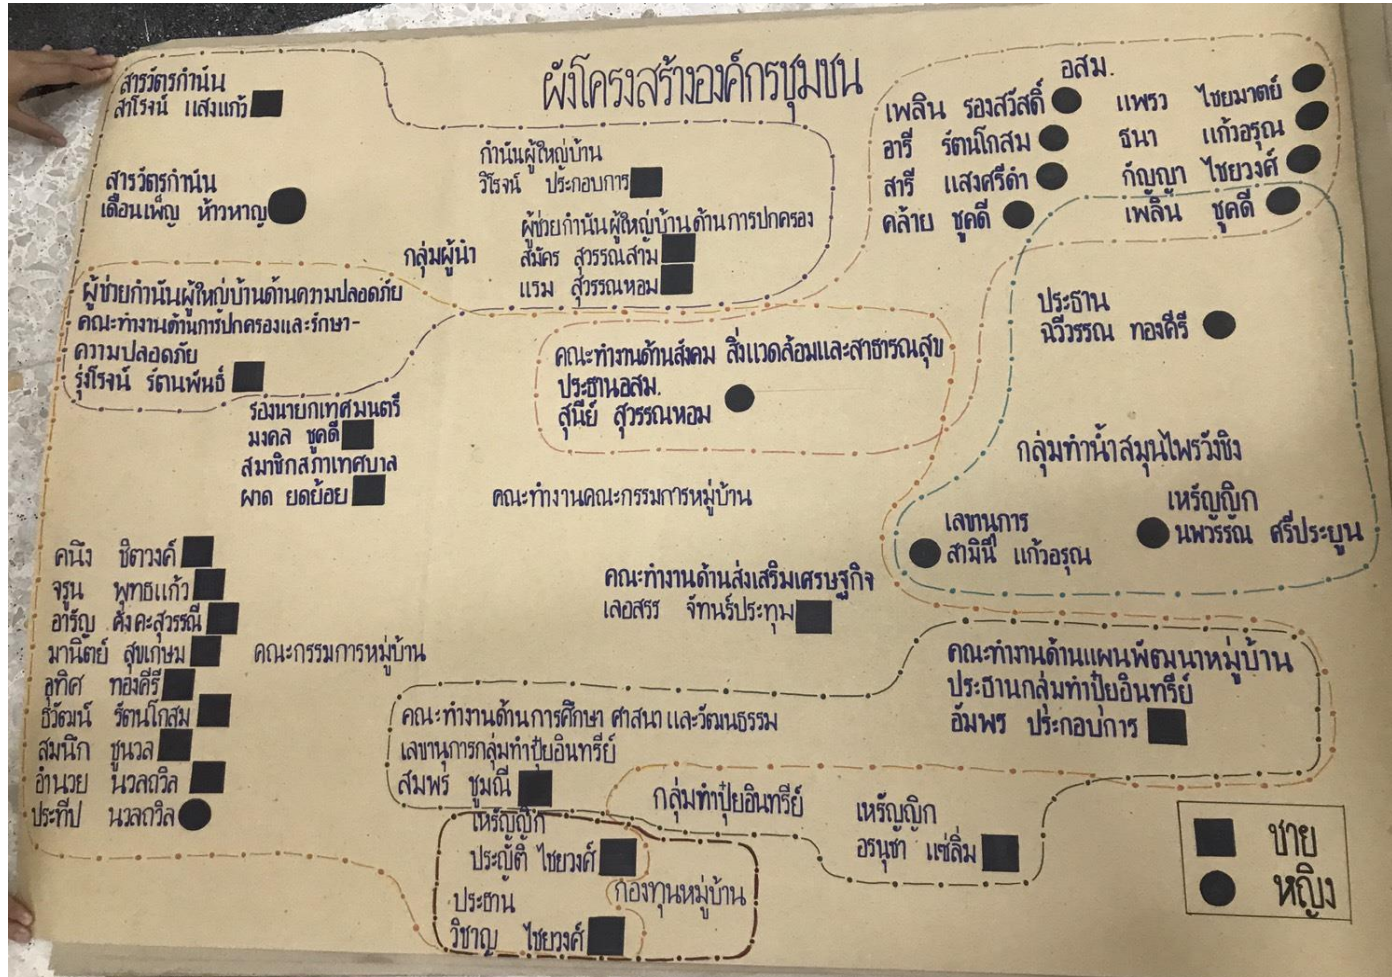 ผังโครงสร้างองค์กรชุมชน
สารวัตรกำนัน
สาโรจน์ แสงแก้ว
สารวัตรกำนัน
เดือนเพ็ญ ห้าวหาญ
กำนันผู้ใหญ่บ้าน
วิโรจน์ ประกอบการ
ผู้ช่วยกำนันผู้ใหญ่บ้านด้านการปกครอง
สมัคร สุวรรณสาม
แรม สุวรรณหอม
กลุ่มผู้นำ
อสม.
เพลิน รองสวัสดิ์
อารี รัตนโกสม
สารี แสงศรีดำ
คล้าย ชูคดี
แพรว ไชยมาตย์
ธนา แก้วอรุณ
กัญญา ไชยวงศ์
เพลิน ชูคดี
ผู้ช่วยกำนันผู้ใหญ่บ้านด้านความปลอดภัย
คณะทำงานด้านการปกครองและรักษา-
ความปลอดภัย
รุ่งโรจน์ รัตนพันธ์
รองนายกเทศมนตรี
มงคล ชูคดี
สมาชิกสภาเทศบาล
ผาด ยดย้อย
คณะทำงานด้านสังคม สิ่งแวดล้อมและสาธารณสุข
ประธานอสม.
สุนีย์ สุวรรณหอม
ประธาน
ฉวีวรรณ ทองคีรี
กลุ่มทำน้ำสมุนไพรวังชิง
เลขานุการ
สามินี แก้วอรุณ
เหรัญญิก
นพวรรณ ศรีประยูน
คณะทำงานคณะกรรมการหมู่บ้าน
คณะทำงานด้านส่งเสริมเศรษฐกิจ
เลอสรร จันทร์ประทุม
คนึง ชิตวงค์
จรูน พุทธแก้ว
อารัญ คังคะสุวรรณี
มานิตย์ สุขเกษม
อุทิศ ทองคีรี
ธวัฒน์ รัตนโกสม
สมนึก ชูนวล
อำนวย นวลถวิล
ประทีป นวลถวิล
คณะกรรมการหมู่บ้าน
คณะทำงานด้านแผนพัฒนาหมู่บ้าน
ประธานกลุ่มทำปุ๋ยอินทรีย์
อัมพร ประกอบการ
คณะทำงานด้านการศึกษา ศาสนา และวัฒนธรรม
เลขานุการกลุ่มทำปุ๋ยอินทรีย์
สมพร ชูมณี
กลุ่มทำปุ๋ยอินทรีย์
เหรัญญิก
อรนุชา แซ่ลิ่ม
เหรัญญิก
ประญัติ ไชยวงศ์
กองทุนหมู่บ้าน
ประธาน
วิชาญ ไชยวงศ์
ชาย
หญิง